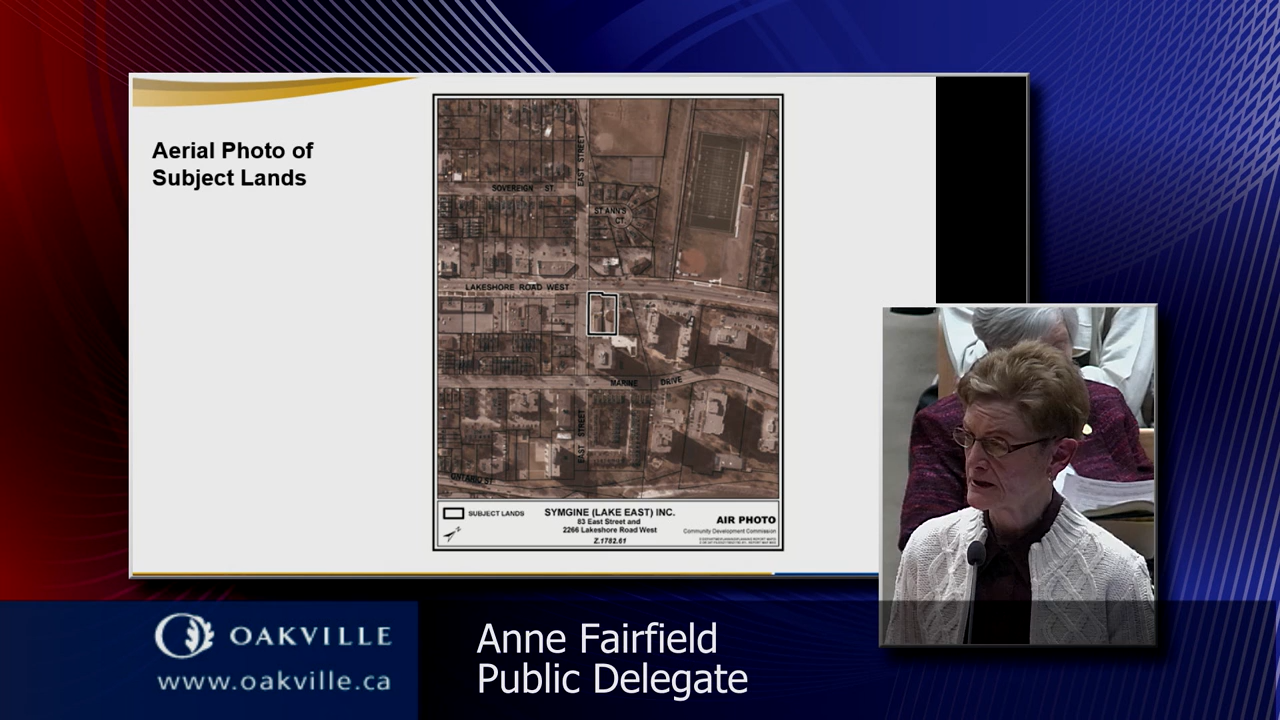 Aerial Photo of
Subject Lands
EAST STREET
SOVEREIGN ST.
ST ANN'S
CT.
LAKESHORE ROAD WEST
MARINE DRIVE
EAST STREET
ONTARIO ST.
SUBJECT LANDS
SYMGINE (LAKE EAST) INC.
83 East Street and
2266 Lakeshore Road West
Z.1782.61
AIR PHOTO
Community Development Commission
OAKVILLE
www.oakville.ca
Anne Fairfield
Public Delegate